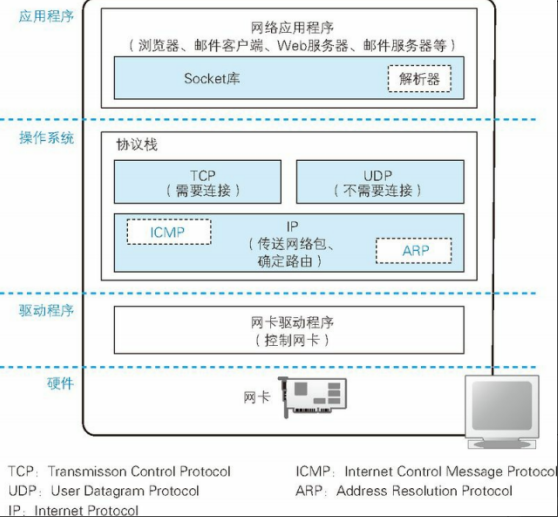 应用程序
网络应用程序
（浏览器、邮件客户端、Web服务器、邮件服务器等）
Socket库
解析器
操作系统
协议栈
TCP
（需要连接）
UDP
（不需要连接）
ICMP
IP
（传送网络包、
确定路由）
ARP
驱动程序
网卡驱动程序
（控制网卡）
硬件
网卡
TCP：Transmisson Control Protocol
ICMP：Internet Control Message Protocol
UDP：User Datagram Protocol
ARP：Address Resolution Protocol
IP：Internet Protocol